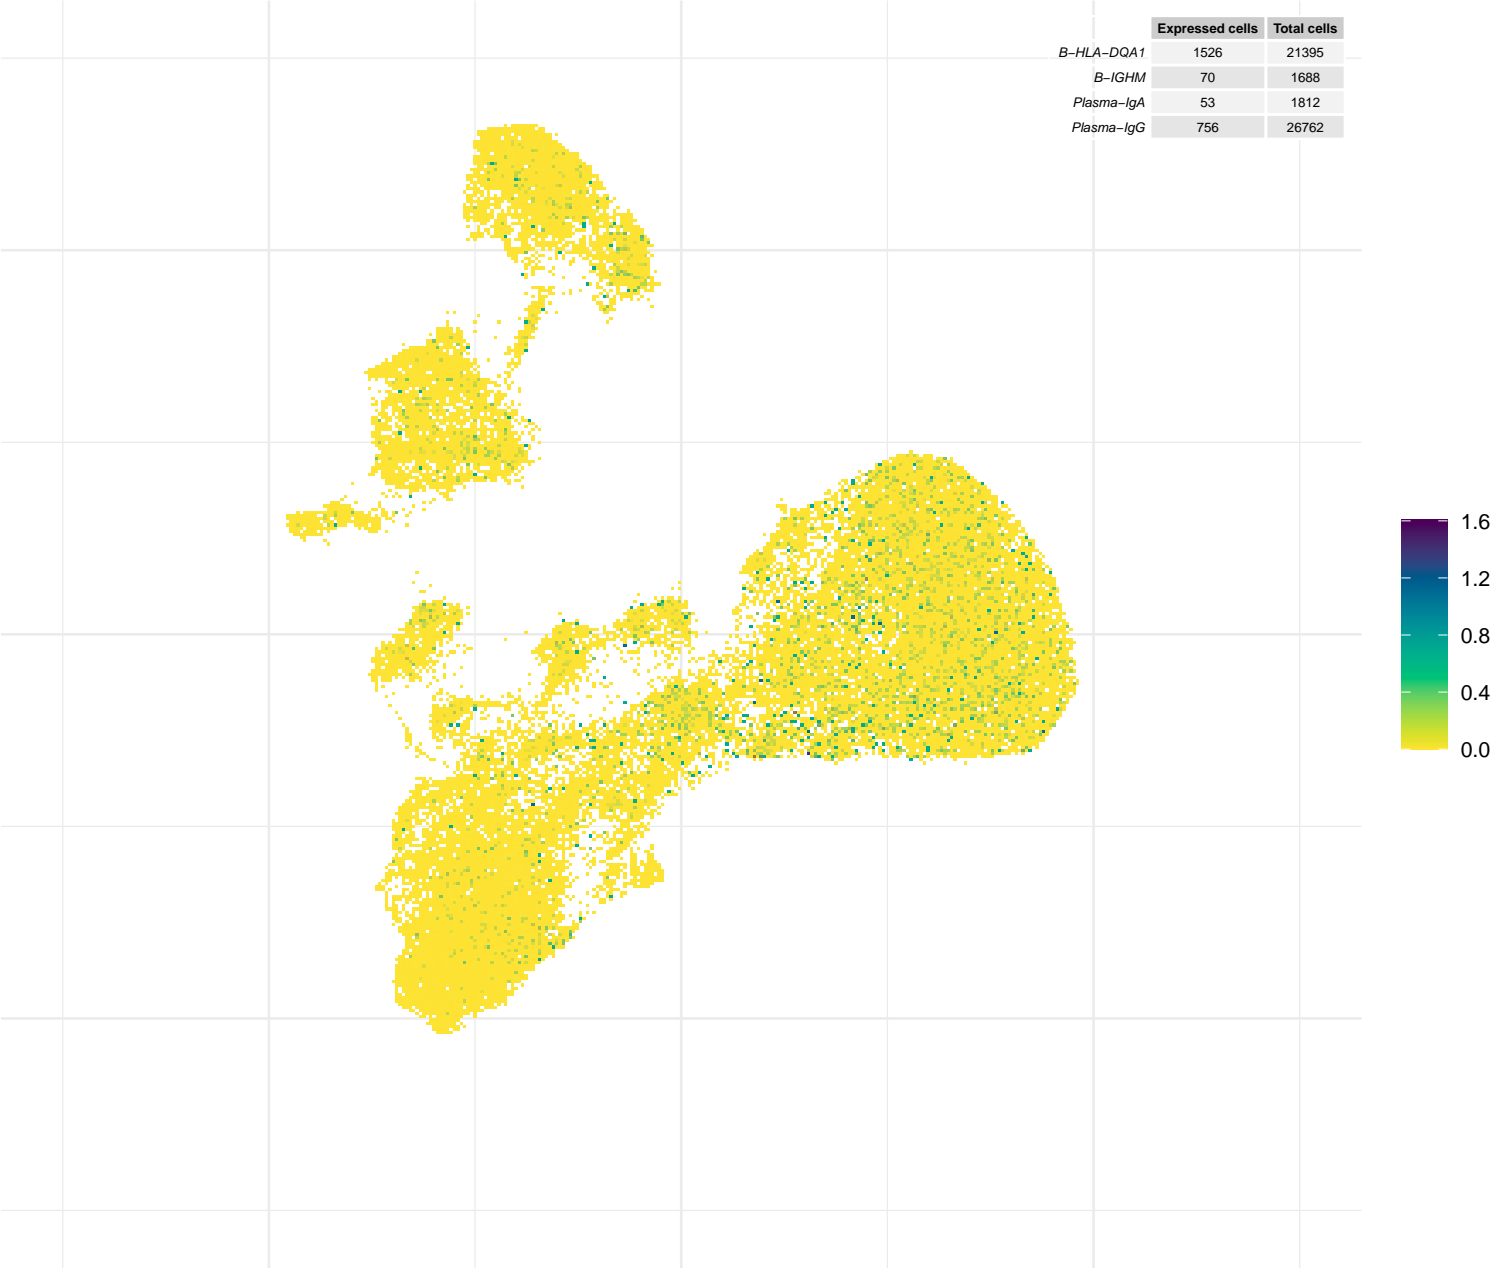 Expressed cells Total cells
B−HLA−DQA1 1526 21395
B−IGHM 70 1688
Plasma−IgA 53 1812
Plasma−IgG 756 26762
1.6
1.2
0.8
0.4
0.0